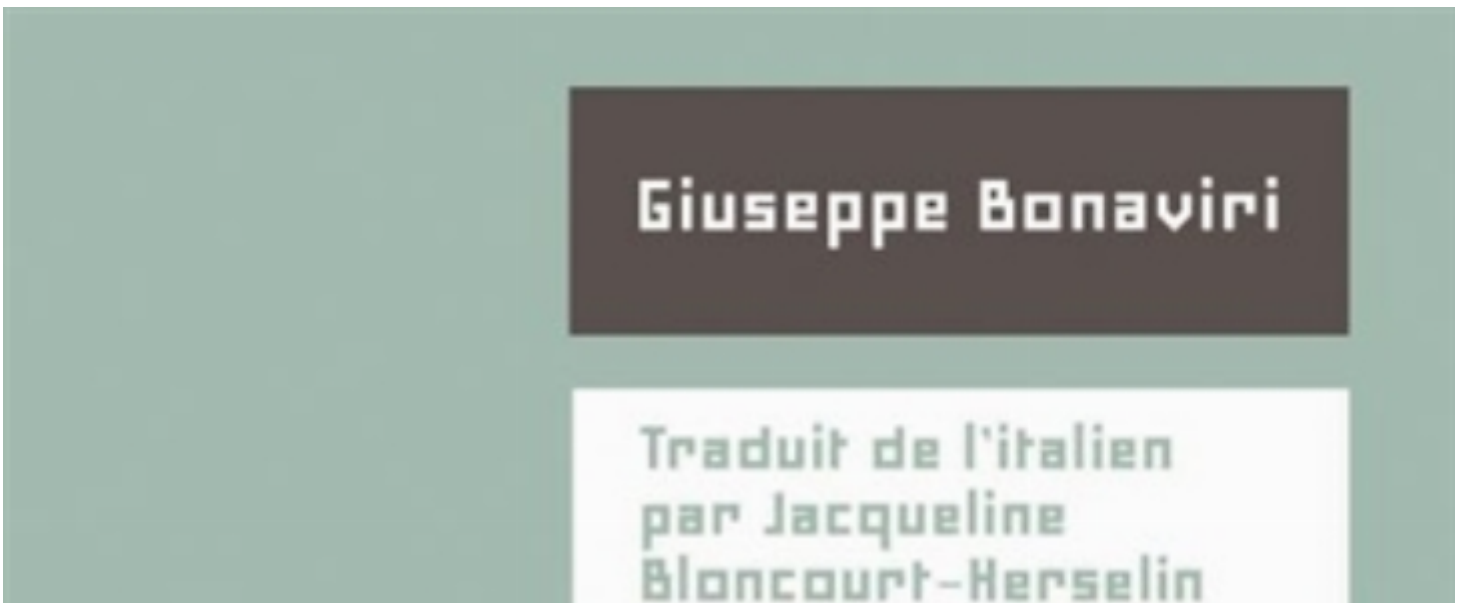 Giuseppe Bonaviri
Traduit de l'italien
par Jacqueline
Bloncourt-Herselin